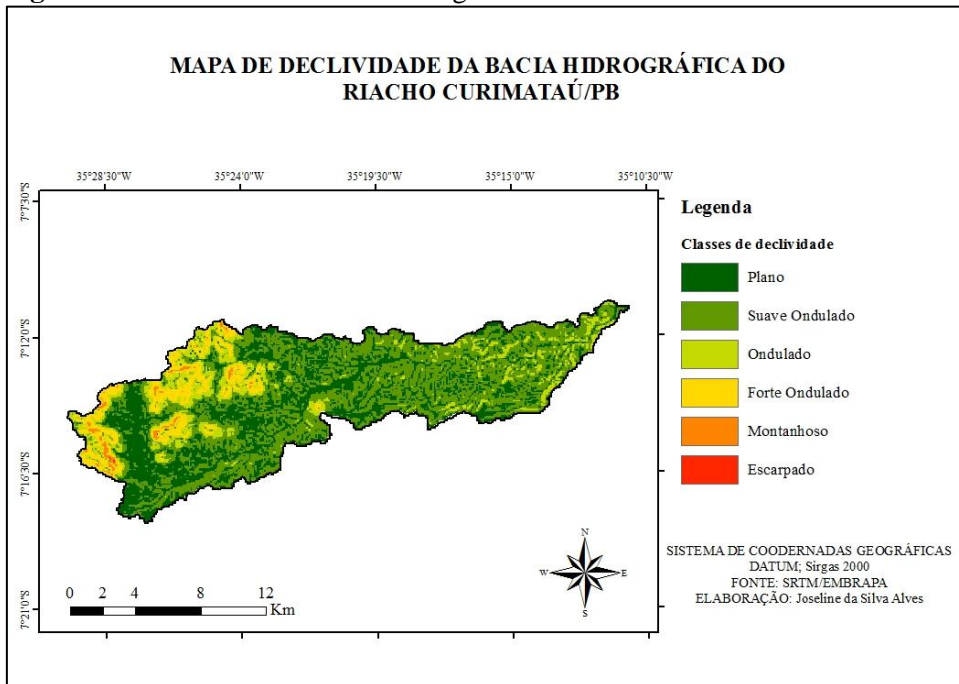 MAPA DE DECLIVIDADE DA BACIA HIDROGRÁFICA DO
RIACHO CURIMATAÚ/PB
35°28'30"W 35°24'0"W 35°19'30"W 35°15'0"W 35°10'30"W
7°7'30"S
7°12'0"S
7°16'30"S
7°21'0"S
Legenda
Classes de declividade
Plano
Suave Ondulado
Ondulado
Forte Ondulado
Montanhoso
Escarpado
N
W E
S
0 2 4 8 12
Km
SISTEMA DE COODERNADAS GEOGRÁFICAS
DATUM; Sirgas 2000
FONTE: SRTM/EMBRAPA
ELABORAÇÃO: Joseline da Silva Alves